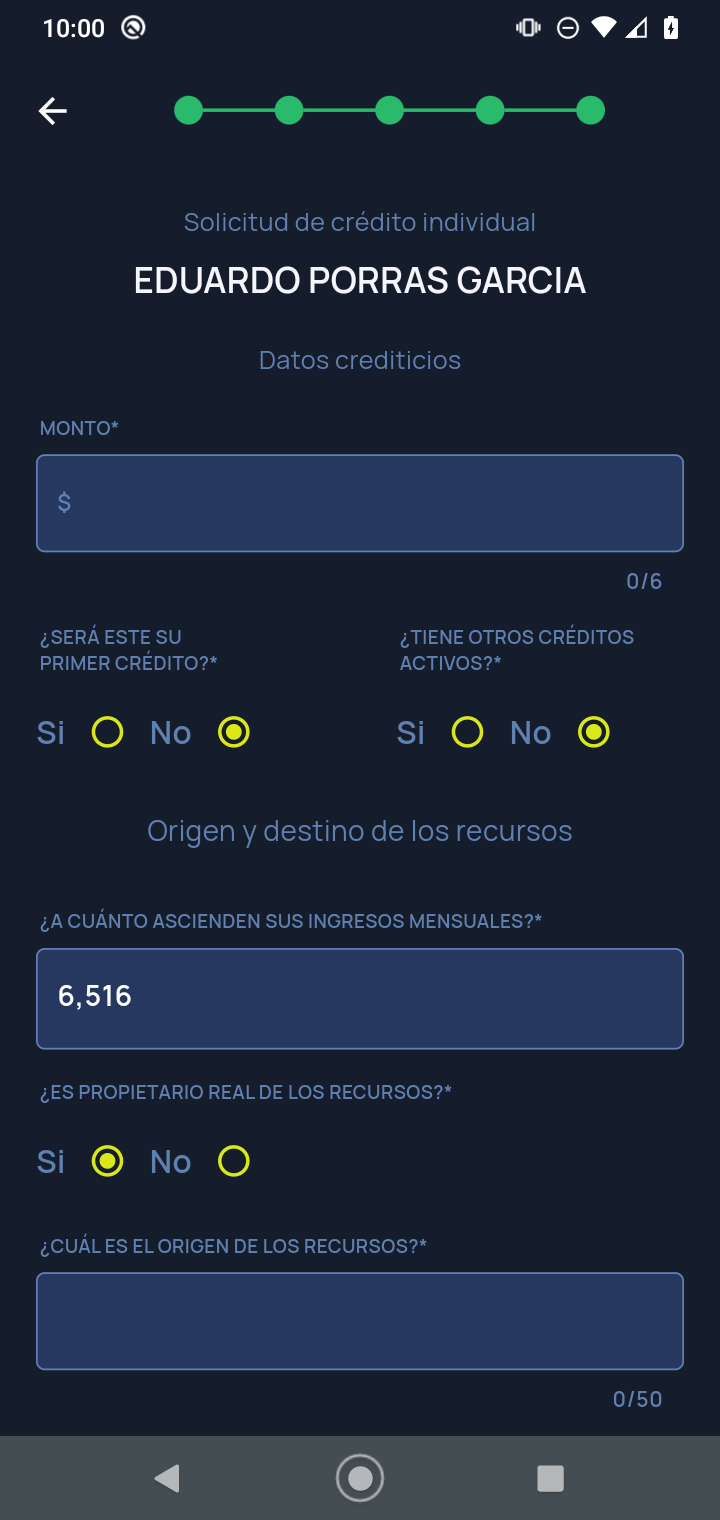 10:00
Solicitud de crédito individual
EDUARDO PORRAS GARCIA
Datos crediticios
MONTO*
$
0/6
¿SERÁ ESTE SU
PRIMER CRÉDITO?*
Si No
¿TIENE OTROS CRÉDITOS
ACTIVOS?*
Si No
Origen y destino de los recursos
¿A CUÁNTO ASCIENDEN SUS INGRESOS MENSUALES?*
6,516
¿ES PROPIETARIO REAL DE LOS RECURSOS?*
Si No
¿CUÁL ES EL ORIGEN DE LOS RECURSOS?*
0/50